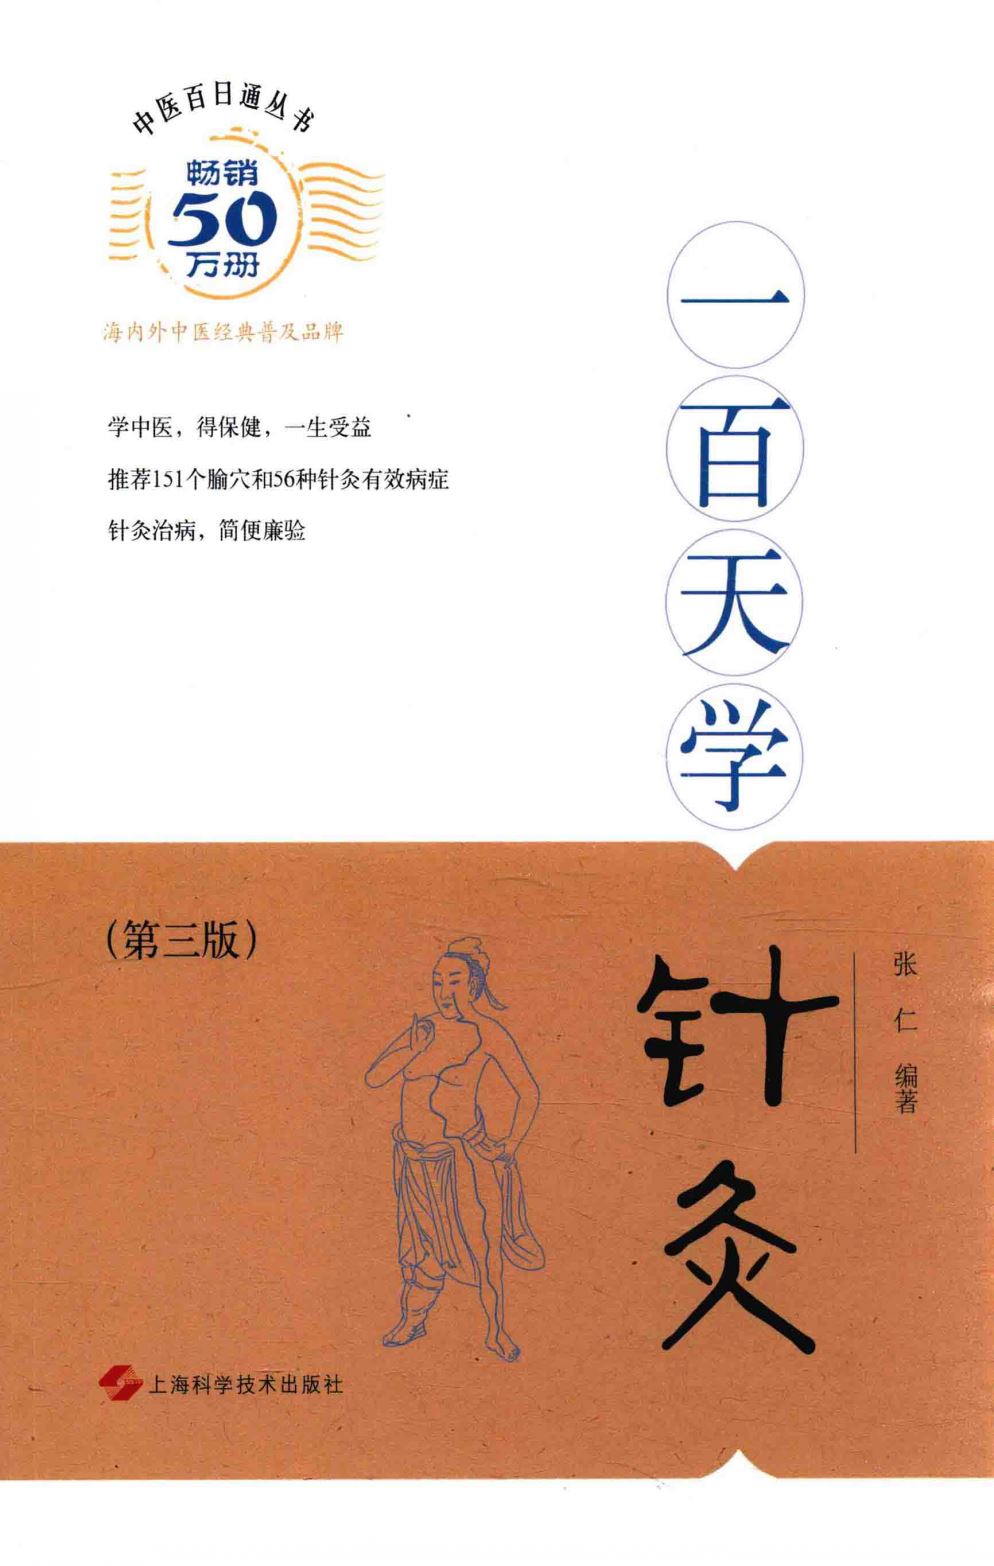 中医百日通丛书
畅销
50
万册
海内外中医经典普及品牌
学中医，得保健，一生受益
推荐151个腧穴和56种针灸有效病症
针灸治病，简便廉验
一百天学
针灸
（第三版）
张仁 编著
上海科学技术出版社